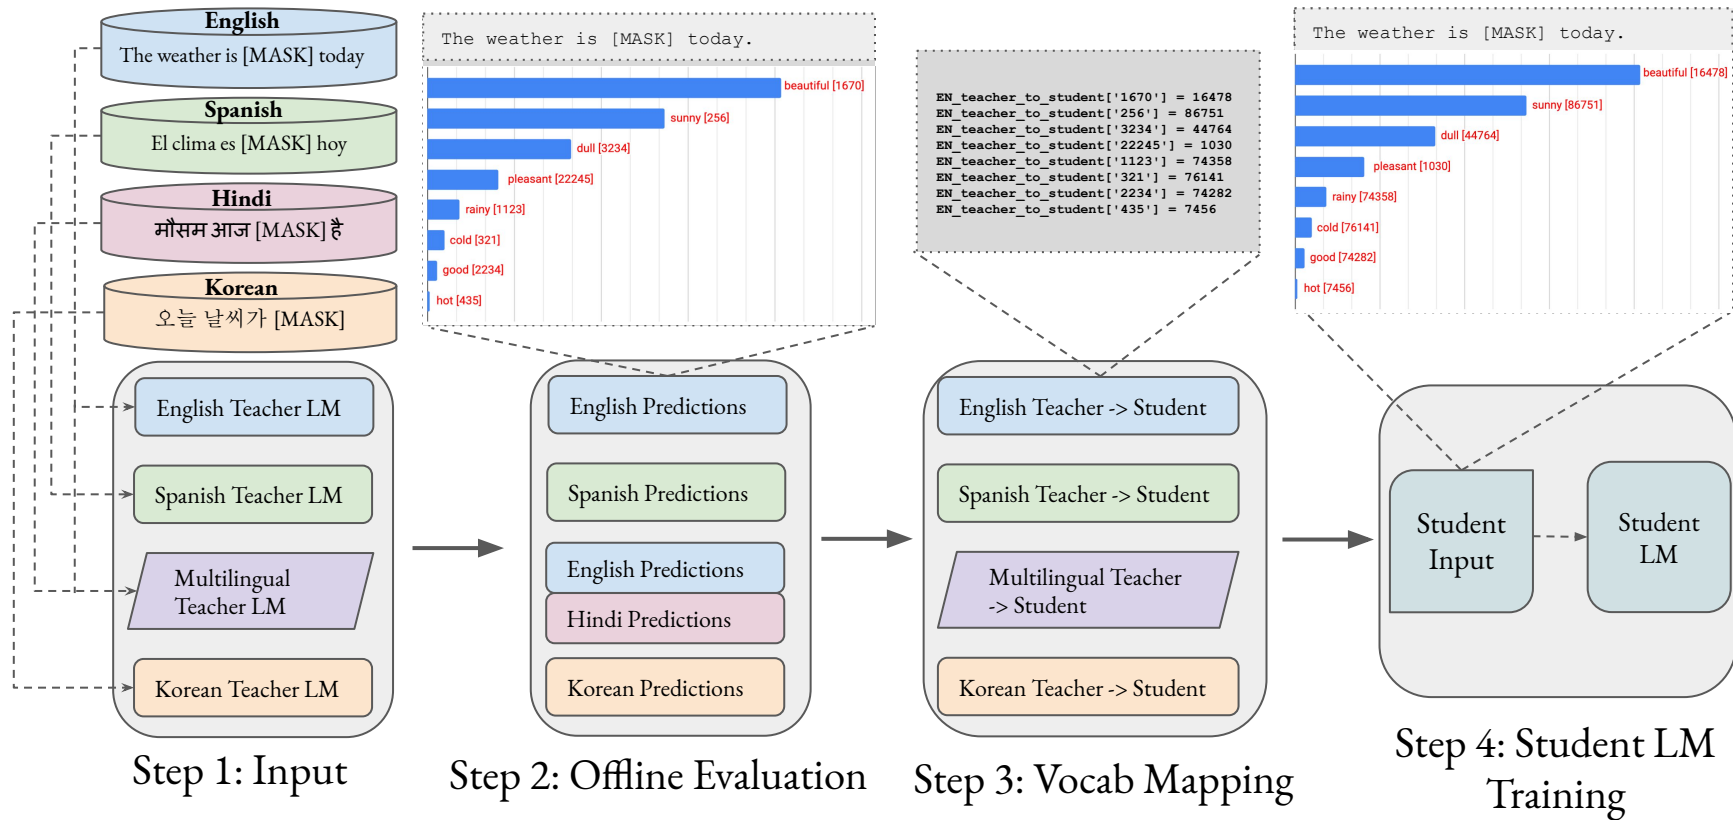 English
The weather is [MASK] today
Spanish
El clima es [MASK] hoy
Hindi
मौसम आज [MASK] है
Korean
오늘 날씨가 [MASK]
English Teacher LM
Spanish Teacher LM
Multilingual
Teacher LM
Korean Teacher LM
Step 1: Input
The weather is [MASK] today.
beautiful [1670]
sunny [256]
dull [3234]
pleasant [22245]
rainy [1123]
cold [321]
good [2234]
hot [435]
English Predictions
Spanish Predictions
English Predictions
Hindi Predictions
Korean Predictions
Step 2: Offline Evaluation
EN_teacher_to_student['1670'] = 16478
EN_teacher_to_student['256'] = 86751
EN_teacher_to_student['3234'] = 44764
EN_teacher_to_student['22245'] = 1030
EN_teacher_to_student['1123'] = 74358
EN_teacher_to_student['321'] = 76141
EN_teacher_to_student['2234'] = 74282
EN_teacher_to_student['435'] = 7456
English Teacher -> Student
Spanish Teacher -> Student
Multilingual Teacher
-> Student
Korean Teacher -> Student
Step 3: Vocab Mapping
The weather is [MASK] today.
beautiful [16478]
sunny [86751]
dull [44764]
pleasant [1030]
rainy [74358]
cold [76141]
good [74282]
hot [7456]
Student
Input
Student
LM
Step 4: Student LM
Training